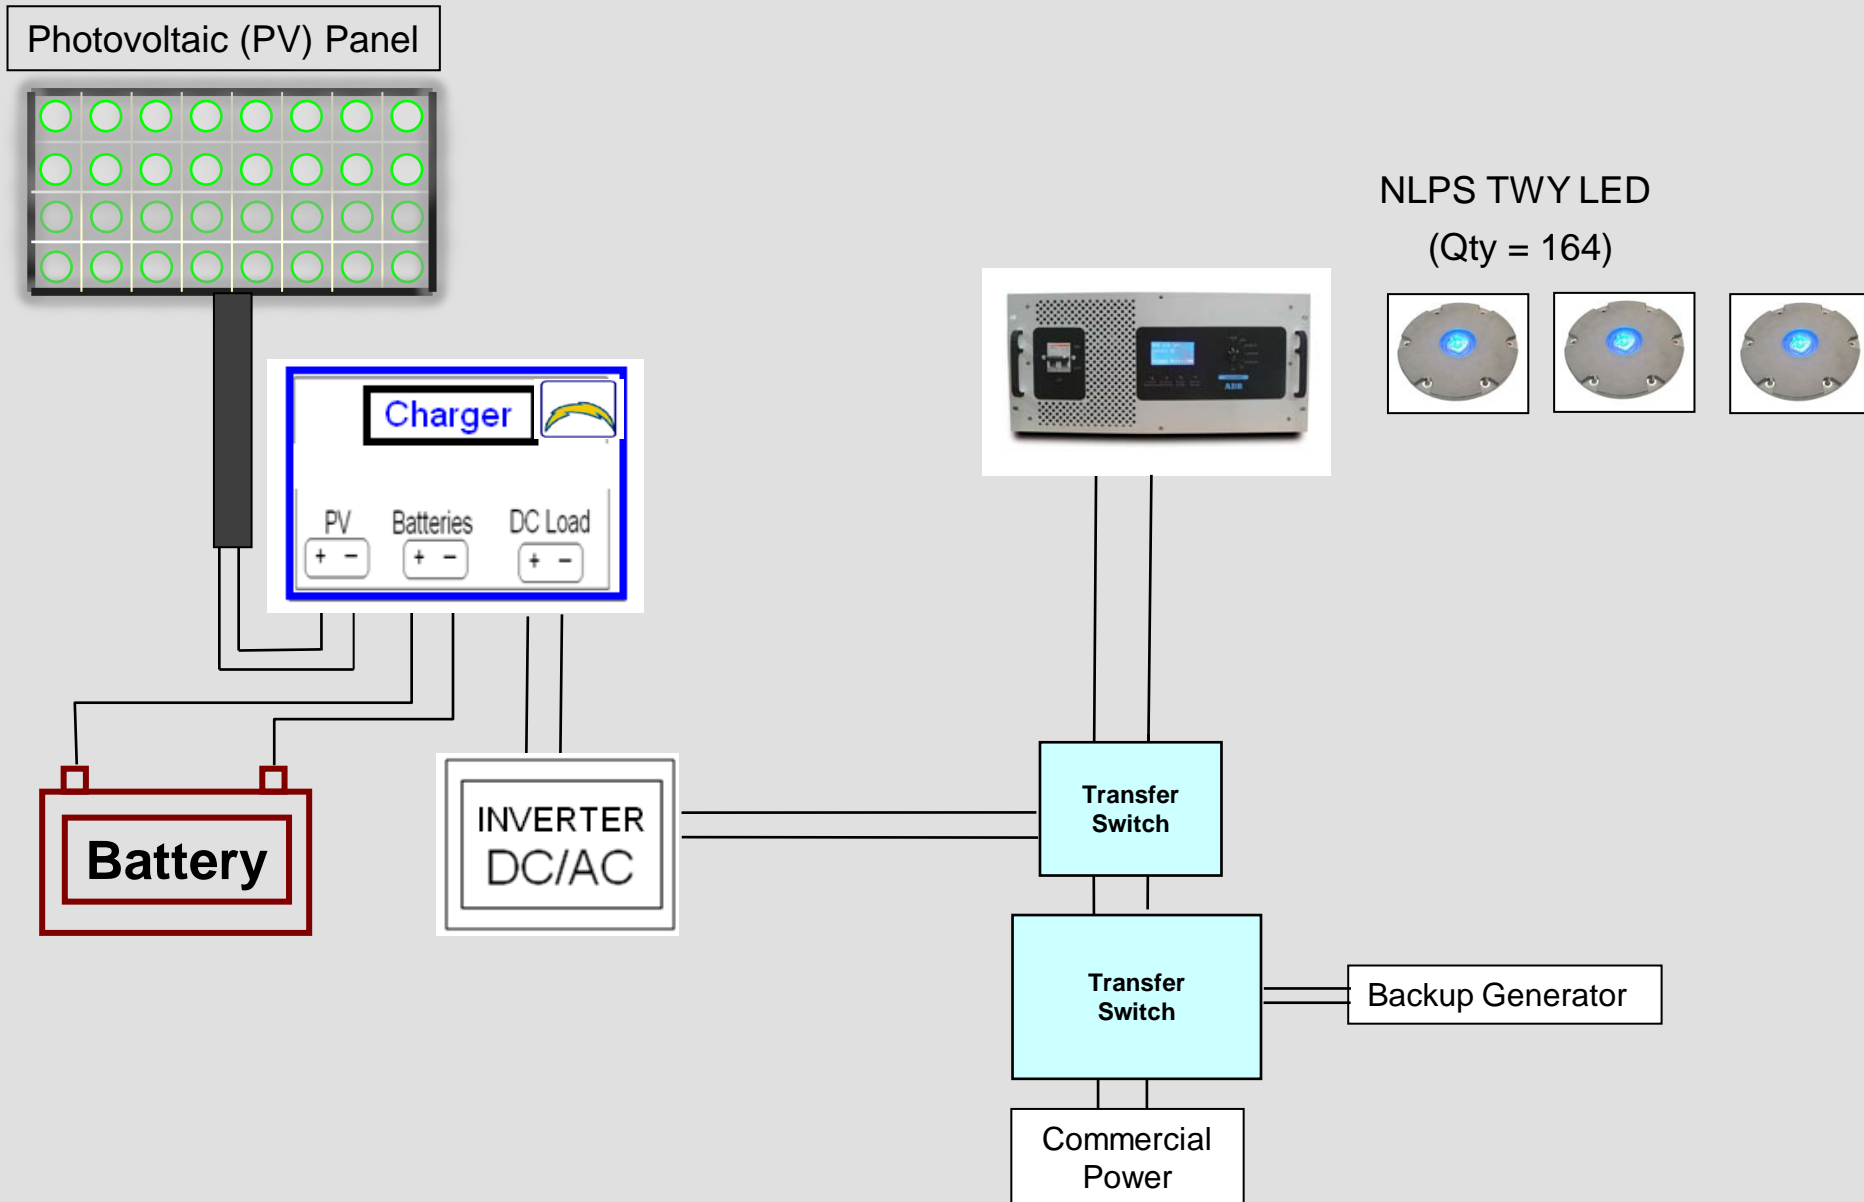 Photovoltaic (PV) Panel
NLPS TWY LED
(Qty = 164)
Charger
PV Batteries DC Load
+ − + − + −
ABB
Battery
INVERTER
DC/AC
Transfer
Switch
Transfer
Switch
Backup Generator
Commercial
Power